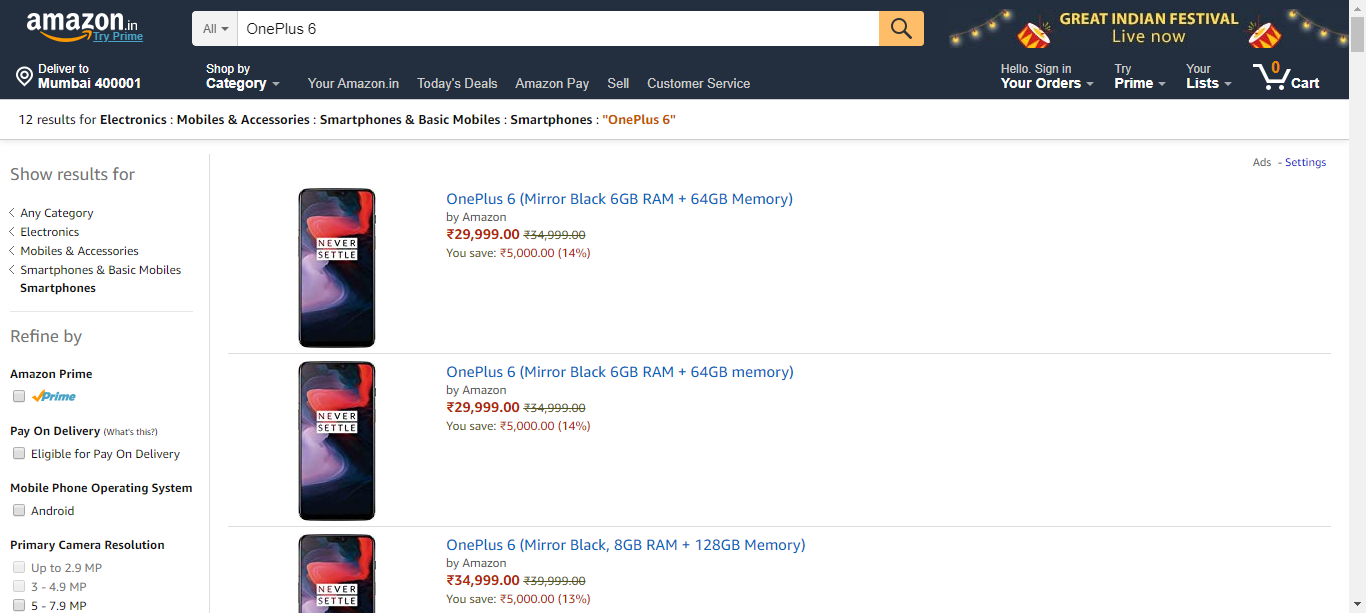 amazon.in
Try Prime
All
OnePlus 6
GREAT INDIAN FESTIVAL
Live now
Deliver to
Mumbai 400001
Shop by
Category
Your Amazon.in
Today's Deals
Amazon Pay
Sell
Customer Service
Hello. Sign in
Your Orders
Try
Prime
Your
Lists
0
Cart
12 results for Electronics : Mobiles & Accessories : Smartphones & Basic Mobiles : Smartphones : "OnePlus 6"
Ads - Settings
Show results for
Any Category
Electronics
Mobiles & Accessories
Smartphones & Basic Mobiles
Smartphones
Refine by
Amazon Prime
Prime
Pay On Delivery (What's this?)
Eligible for Pay On Delivery
Mobile Phone Operating System
Android
Primary Camera Resolution
Up to 2.9 MP
3 - 4.9 MP
5 - 7.9 MP
NEVER
SETTLE
OnePlus 6 (Mirror Black 6GB RAM + 64GB Memory)
by Amazon
₹29,999.00 ₹34,999.00
You save: ₹5,000.00 (14%)
NEVER
SETTLE
OnePlus 6 (Mirror Black 6GB RAM + 64GB memory)
by Amazon
₹29,999.00 ₹34,999.00
You save: ₹5,000.00 (14%)
NEVER
SETTLE
OnePlus 6 (Mirror Black, 8GB RAM + 128GB Memory)
by Amazon
₹34,999.00 ₹39,999.00
You save: ₹5,000.00 (13%)